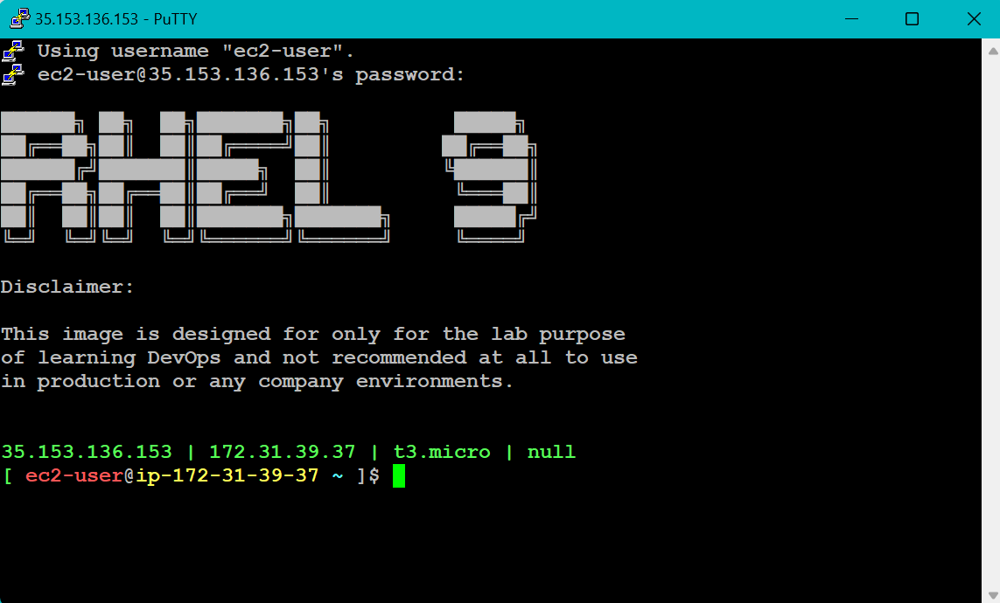 35.153.136.153 - PuTTY
Using username "ec2-user".
ec2-user@35.153.136.153's password:
RHEL 9
Disclaimer:
This image is designed for only for the lab purpose
of learning DevOps and not recommended at all to use
in production or any company environments.
35.153.136.153 | 172.31.39.37 | t3.micro | null
[ ec2-user@ip-172-31-39-37 ~ ]$